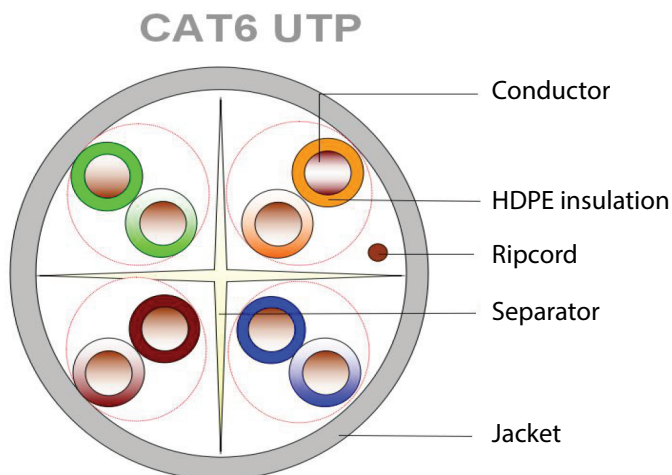 CAT6 UTP
Conductor
HDPE insulation
Ripcord
Separator
Jacket